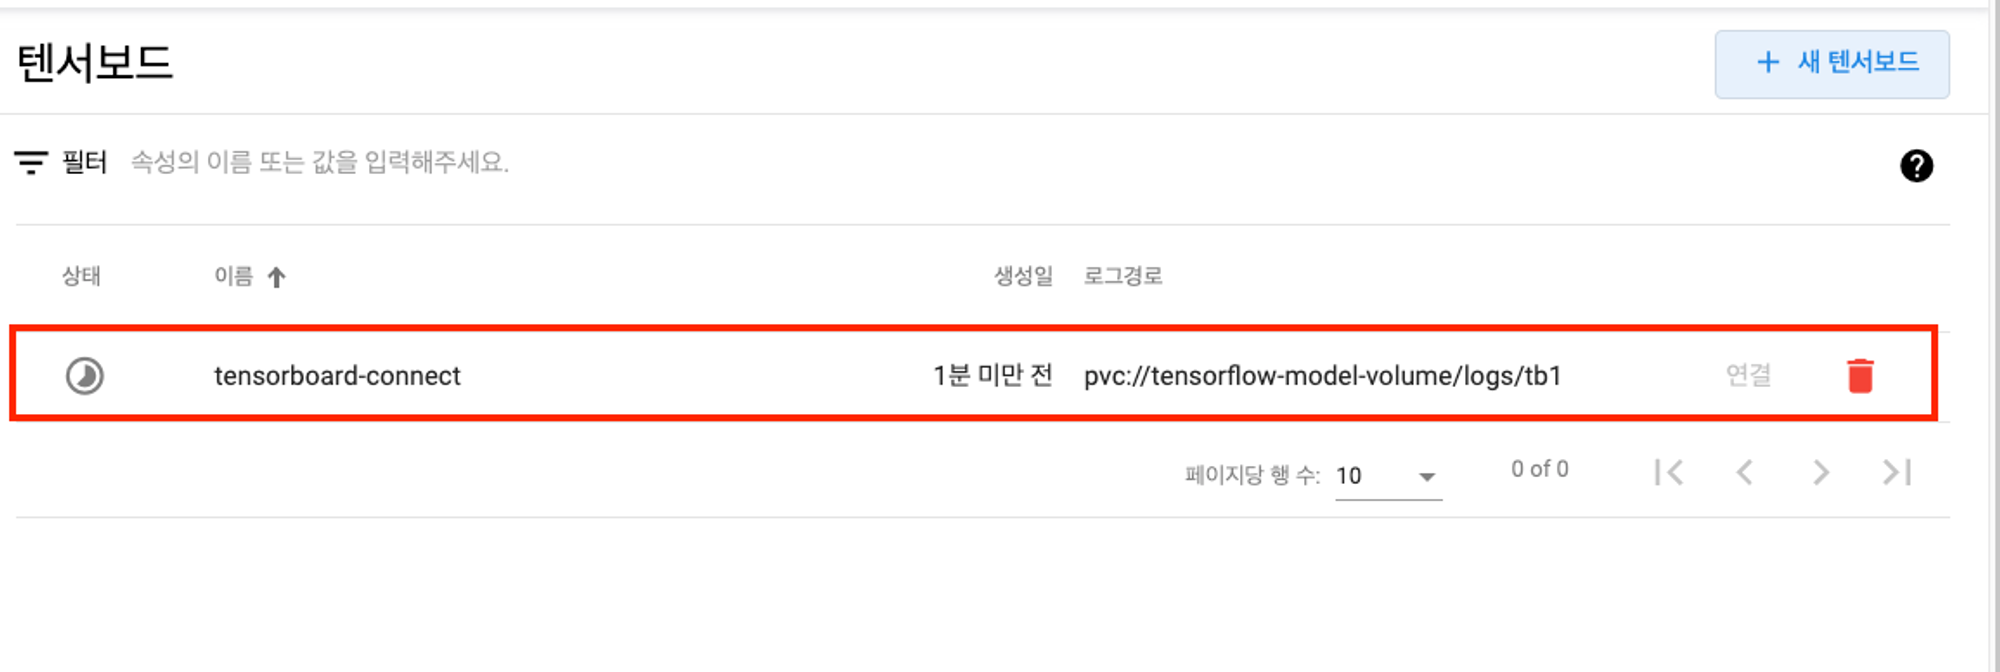 텐서보드
+ 새 텐서보드
필터 속성의 이름 또는 값을 입력해주세요.
?
상태 이름 생성일 로그경로
tensorboard-connect 1분 미만 전 pvc://tensorflow-model-volume/logs/tb1 연결
페이지당 행 수: 10 0 of 0